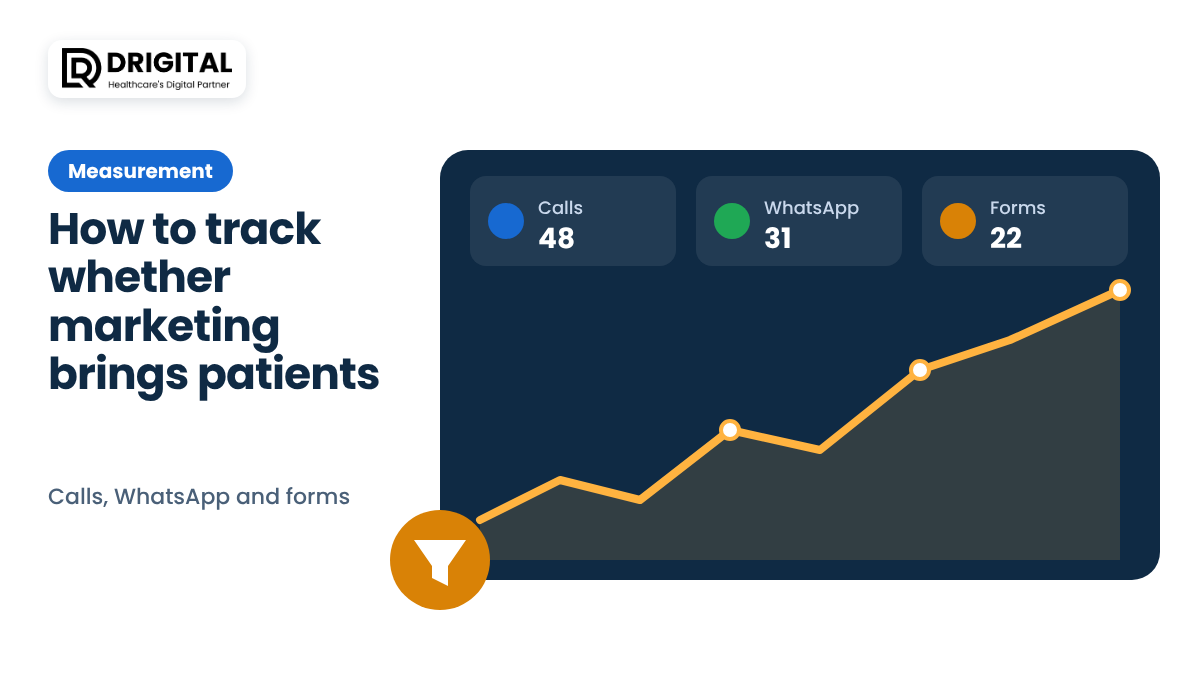 DRIGITAL
Healthcare's Digital Partner
Measurement
How to track
whether
marketing
brings patients
Calls, WhatsApp and forms
Calls
48
WhatsApp
31
Forms
22